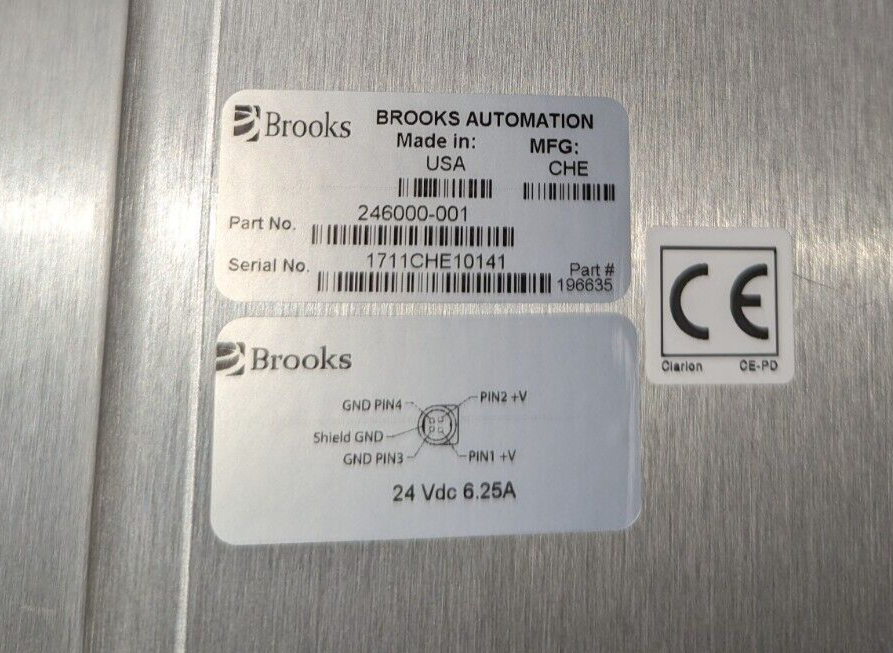 Brooks
BROOKS AUTOMATION
Made in:
USA
MFG:
CHE
Part No.
246000-001
Serial No.
1711CHE10141
Part #
196635
CE
Clarion CE-PD
Brooks
GND PIN4 PIN2 +V
Shield GND
GND PIN3 PIN1 +V
24 Vdc 6.25A